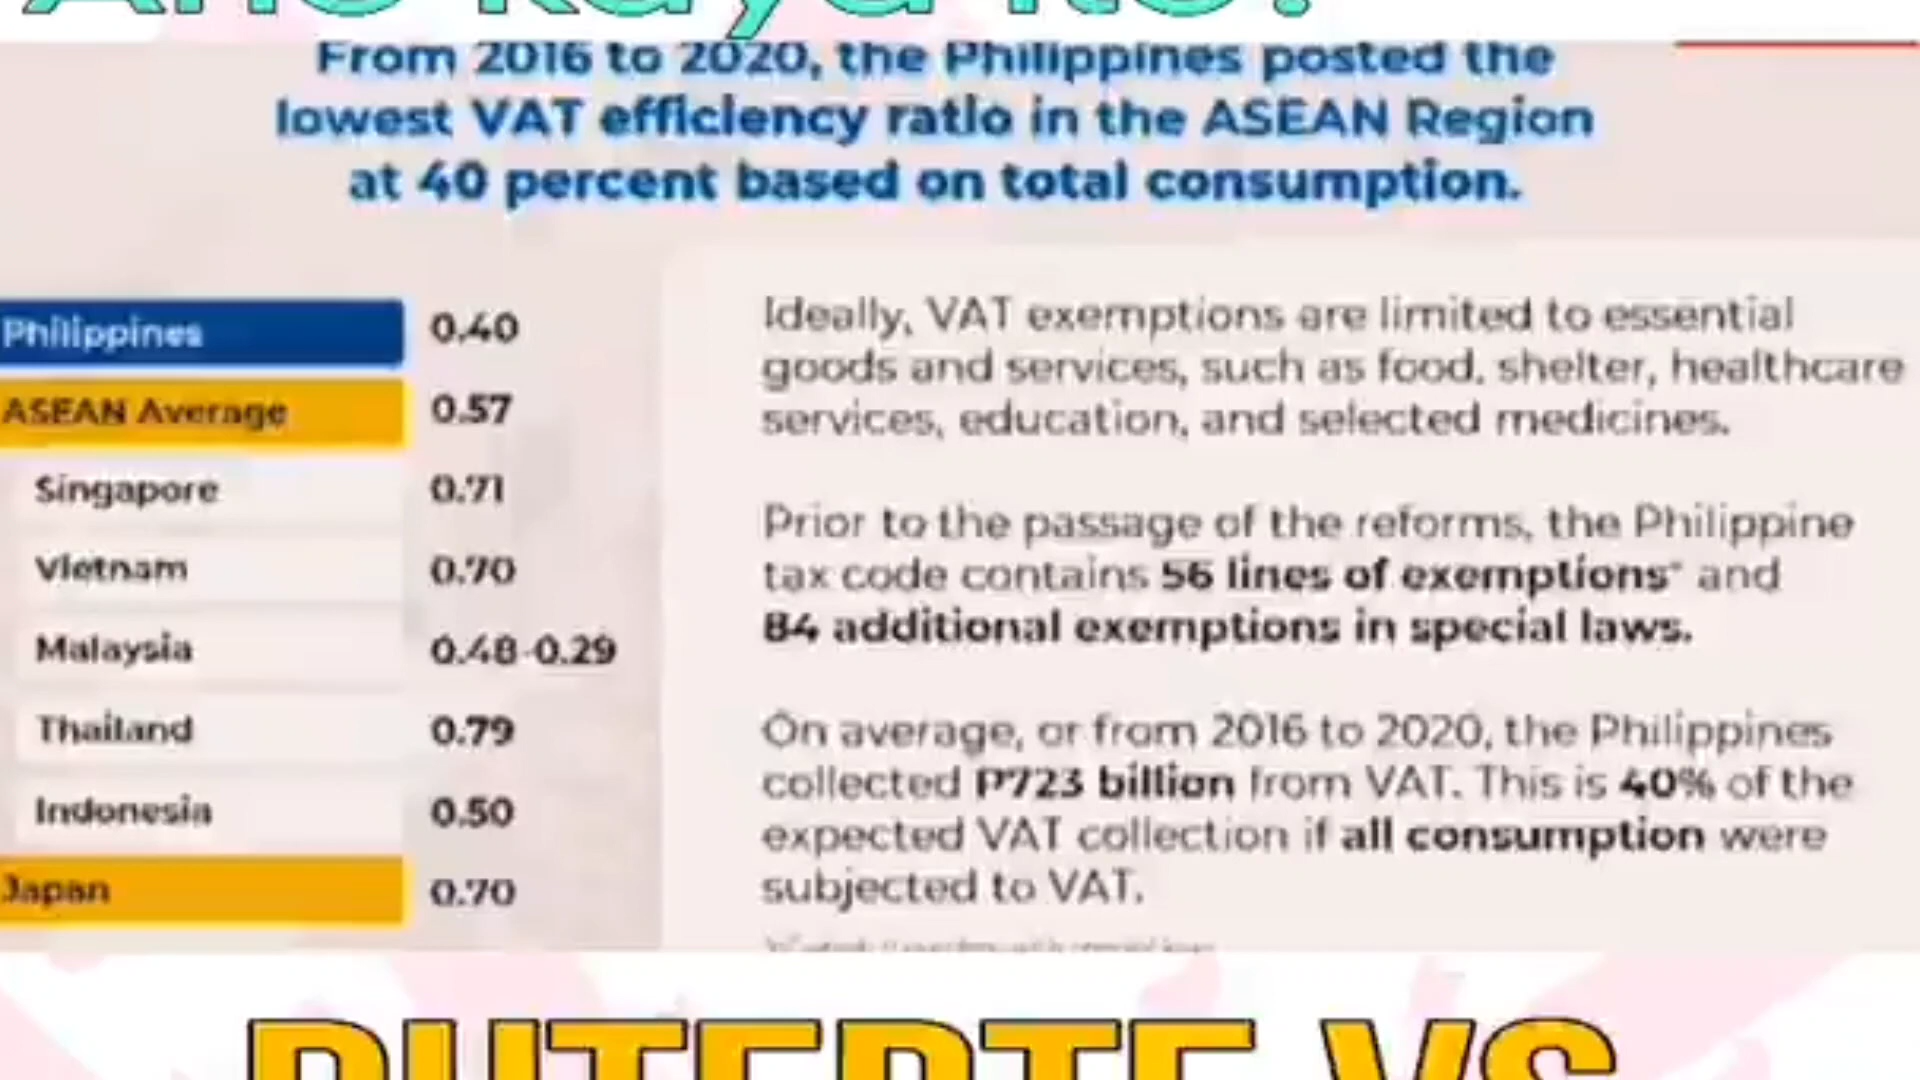 Ano kaya ito?
From 2016 to 2020, the Philippines posted the
lowest VAT efficiency ratio in the ASEAN Region
at 40 percent based on total consumption.
Philippines 0.40
ASEAN Average 0.57
Singapore 0.71
Vietnam 0.70
Malaysia 0.48-0.29
Thailand 0.79
Indonesia 0.50
Japan 0.70
Ideally, VAT exemptions are limited to essential
goods and services, such as food, shelter, healthcare
services, education, and selected medicines.
Prior to the passage of the reforms, the Philippine
tax code contains 56 lines of exemptions* and
84 additional exemptions in special laws.
On average, or from 2016 to 2020, the Philippines
collected P723 billion from VAT. This is 40% of the
expected VAT collection if all consumption were
subjected to VAT.
DUTERTE VS